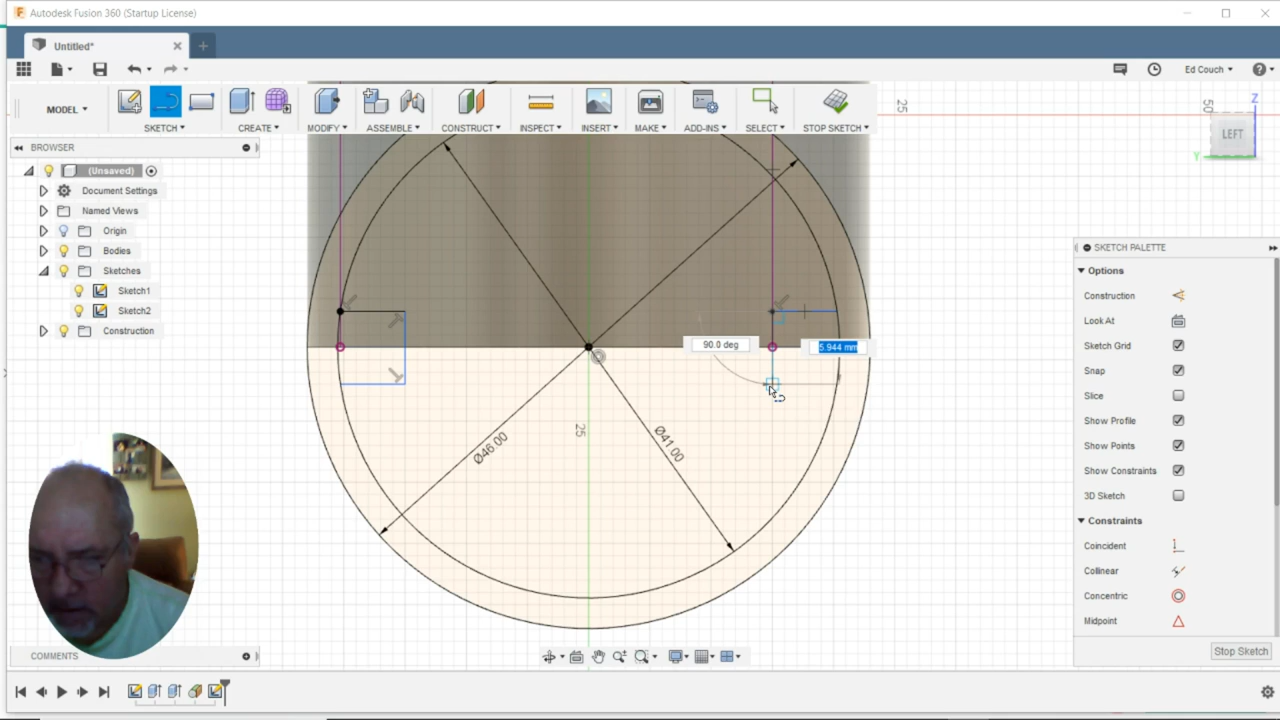 Autodesk Fusion 360 (Startup License)
Untitled*
Ed Couch
MODEL
SKETCH
CREATE
MODIFY
ASSEMBLE
CONSTRUCT
INSPECT
INSERT
MAKE
ADD-INS
SELECT
STOP SKETCH
25
50
Z
LEFT
Y
BROWSER
(Unsaved)
Document Settings
Named Views
Origin
Bodies
Sketches
Sketch1
Sketch2
Construction
90.0 deg
5.944 mm
25
Ø46.00
Ø41.00
SKETCH PALETTE
Options
Construction
Look At
Sketch Grid
Snap
Slice
Show Profile
Show Points
Show Constraints
3D Sketch
Constraints
Coincident
Collinear
Concentric
Midpoint
Stop Sketch
COMMENTS